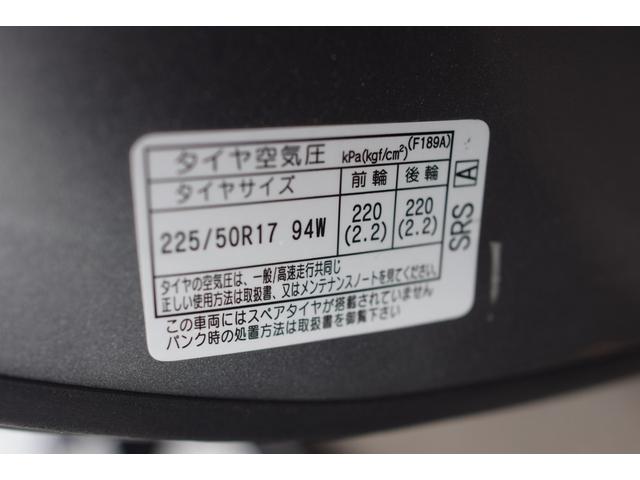 タイヤ空気圧 kPa(kgf/cm²) (F189A)
タイヤサイズ 前輪 後輪
225/50R17 94W 220 (2.2) 220 (2.2)
タイヤの空気圧は、一般/高速走行共同じ
正しい使用方法は取扱書、又はメンテナンスノートを見てください。
この車両にはスペアタイヤが搭載されていません
パンク時の処置方法は取扱書を御覧下さい
SRS A